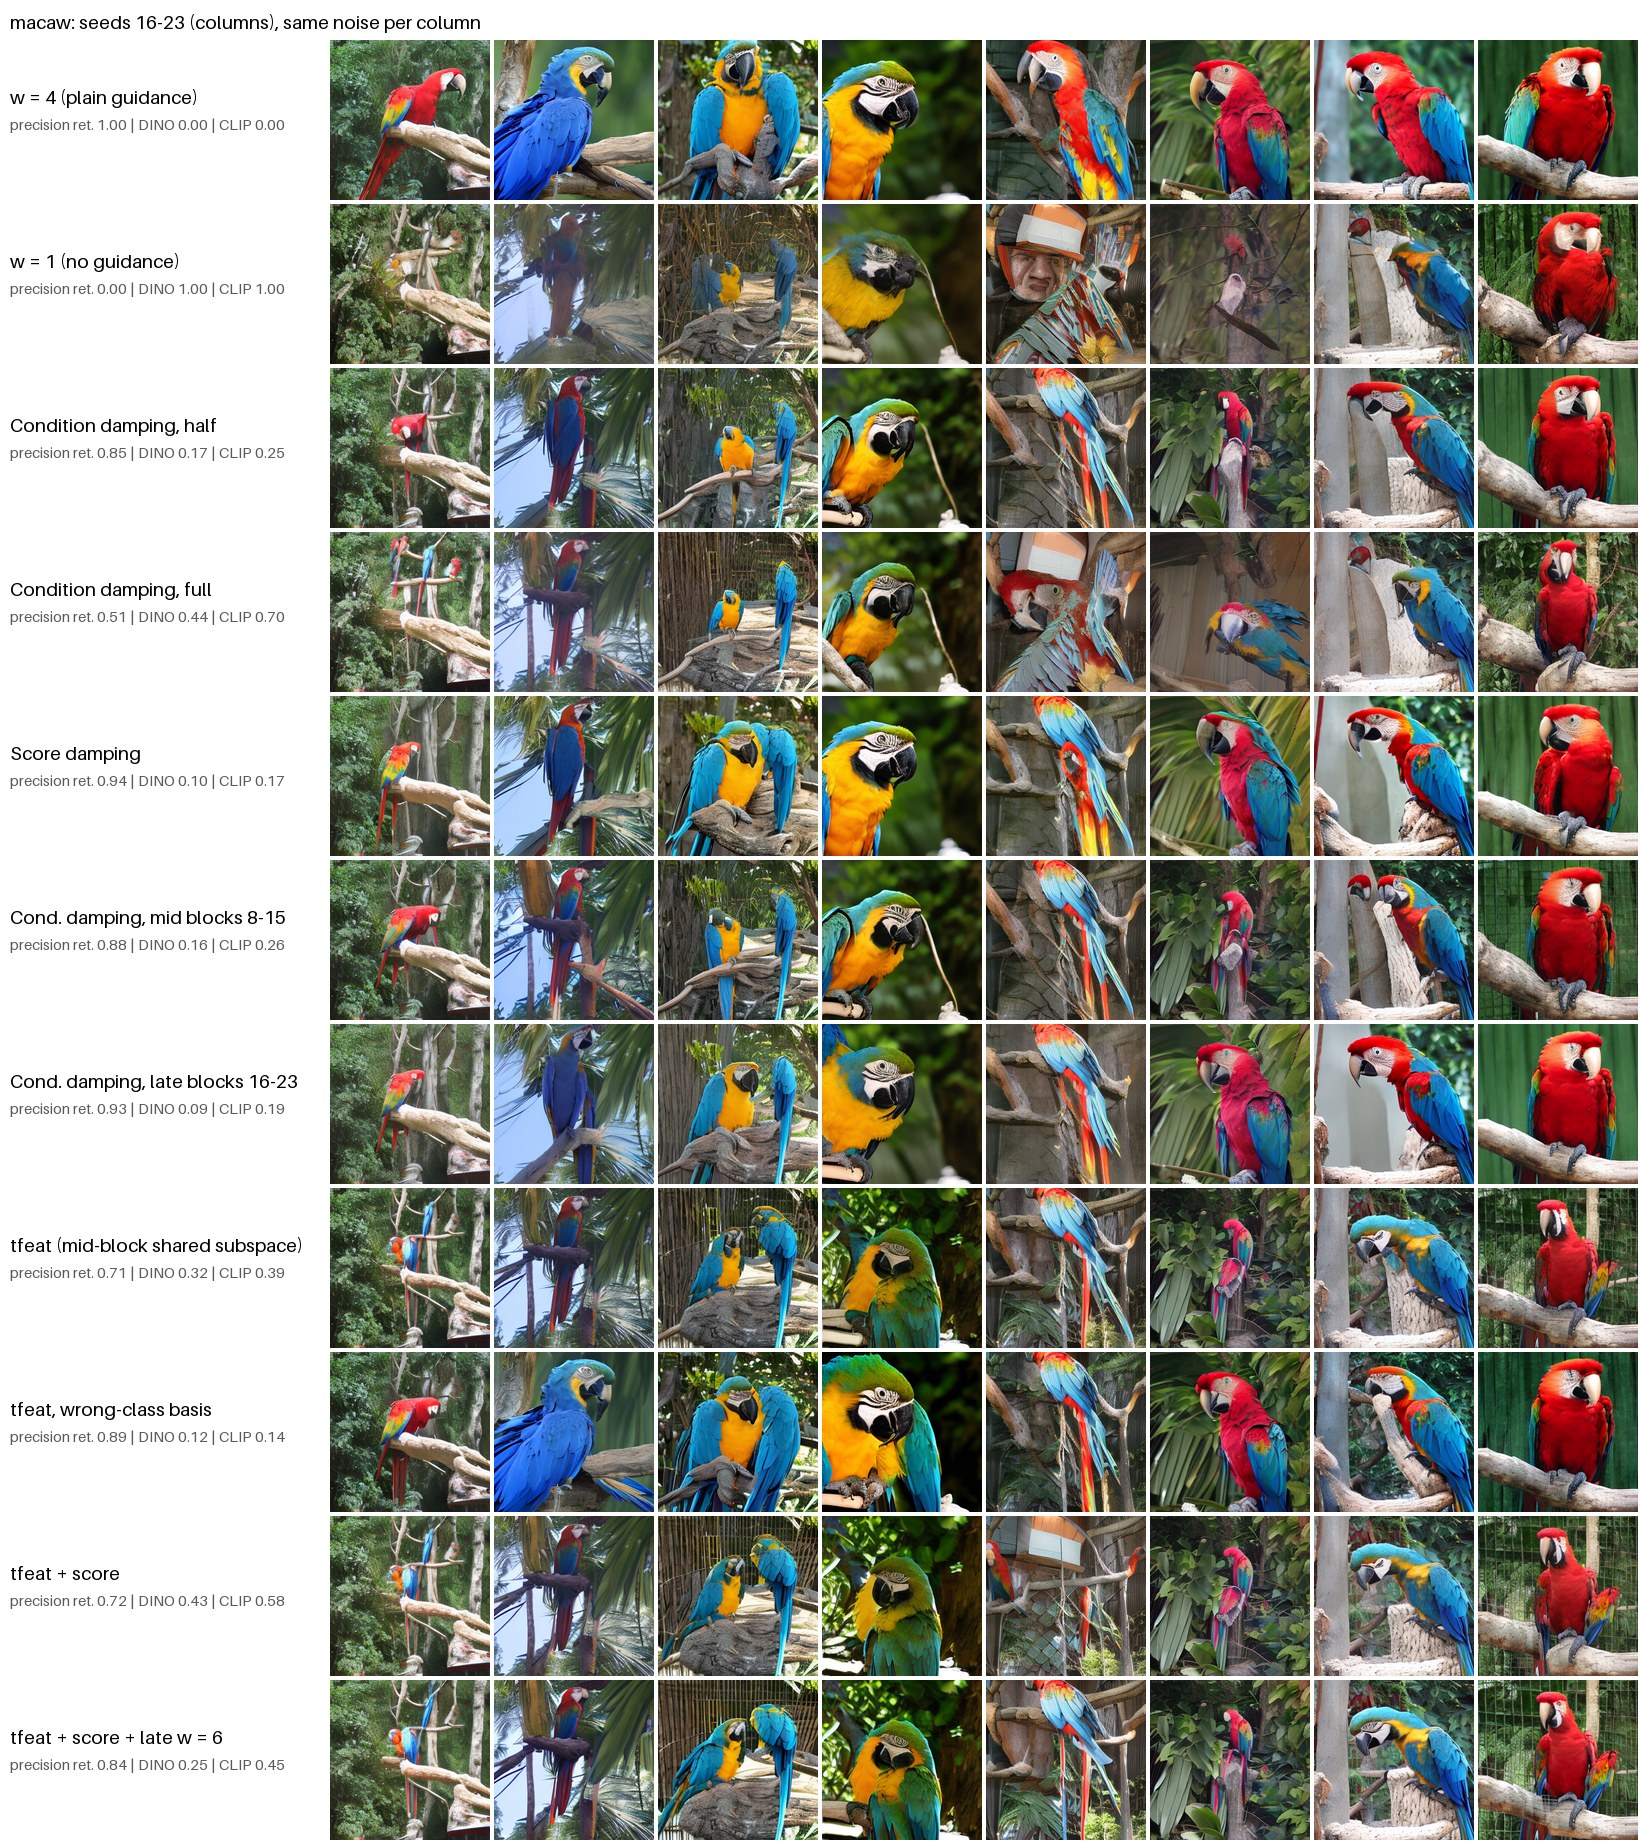 macaw: seeds 16-23 (columns), same noise per column
w = 4 (plain guidance)
precision ret. 1.00 | DINO 0.00 | CLIP 0.00
w = 1 (no guidance)
precision ret. 0.00 | DINO 1.00 | CLIP 1.00
Condition damping, half
precision ret. 0.85 | DINO 0.17 | CLIP 0.25
Condition damping, full
precision ret. 0.51 | DINO 0.44 | CLIP 0.70
Score damping
precision ret. 0.94 | DINO 0.10 | CLIP 0.17
Cond. damping, mid blocks 8-15
precision ret. 0.88 | DINO 0.16 | CLIP 0.26
Cond. damping, late blocks 16-23
precision ret. 0.93 | DINO 0.09 | CLIP 0.19
tfeat (mid-block shared subspace)
precision ret. 0.71 | DINO 0.32 | CLIP 0.39
tfeat, wrong-class basis
precision ret. 0.89 | DINO 0.12 | CLIP 0.14
tfeat + score
precision ret. 0.72 | DINO 0.43 | CLIP 0.58
tfeat + score + late w = 6
precision ret. 0.84 | DINO 0.25 | CLIP 0.45